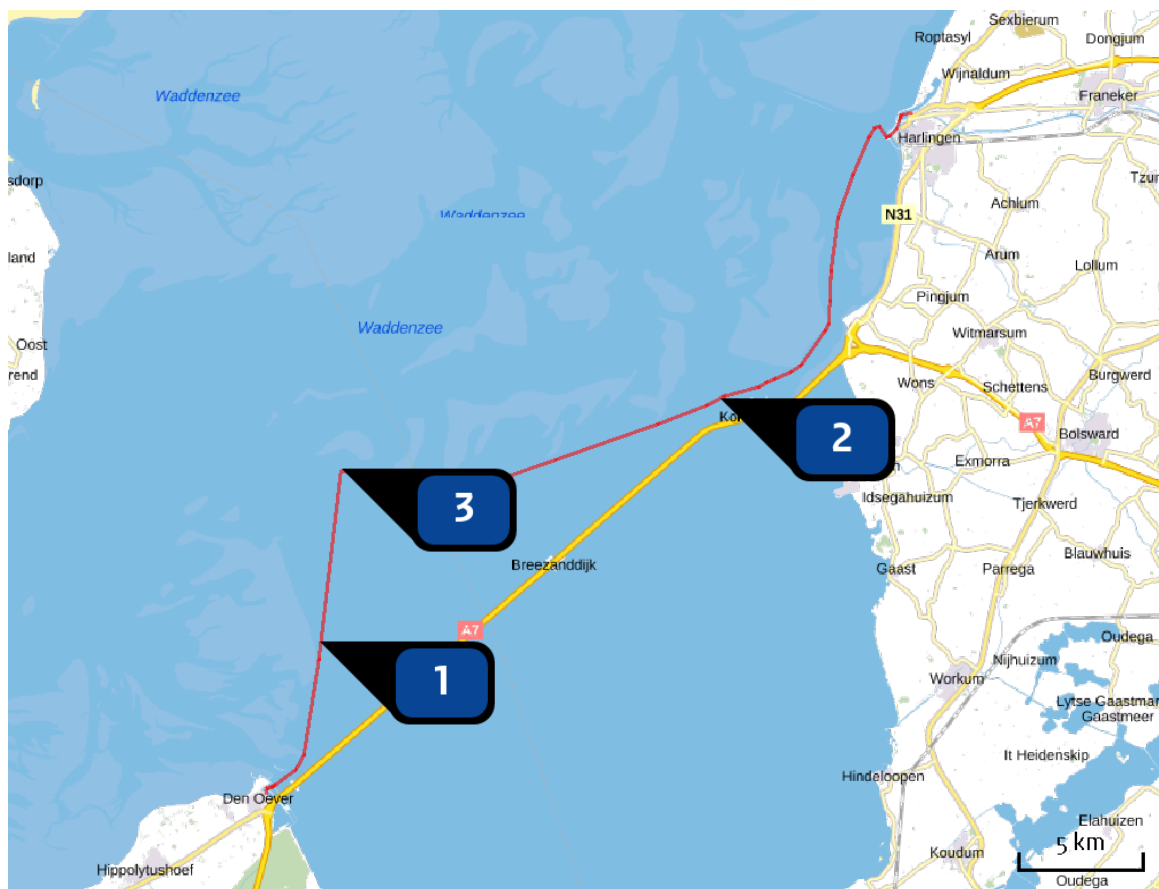 Sexbierum
Roptasyl
Dongjum
Wijnaldum
Waddenzee
Franeker
Harlingen
sdorp
Tzur
Achlum
Waddenzee
N31
land
Arum
Lollum
Pingjum
Waddenzee
Witmarsum
Oost
rend
Burgwerd
Wons
Schettens
Kor
2
A7
Bolsward
n
Exmorra
3
Idsegahuizum
Tjerkwerd
Blauwhuis
Breezanddijk
Gaast
Parrega
A7
Oudega
Nijhuizum
1
Workum
Lytse Gaastmar
Gaastmeer
It Heidenskip
Hindeloopen
Den Oever
Elahuizen
5 km
Koudum
Hippolytushoef
Oudega